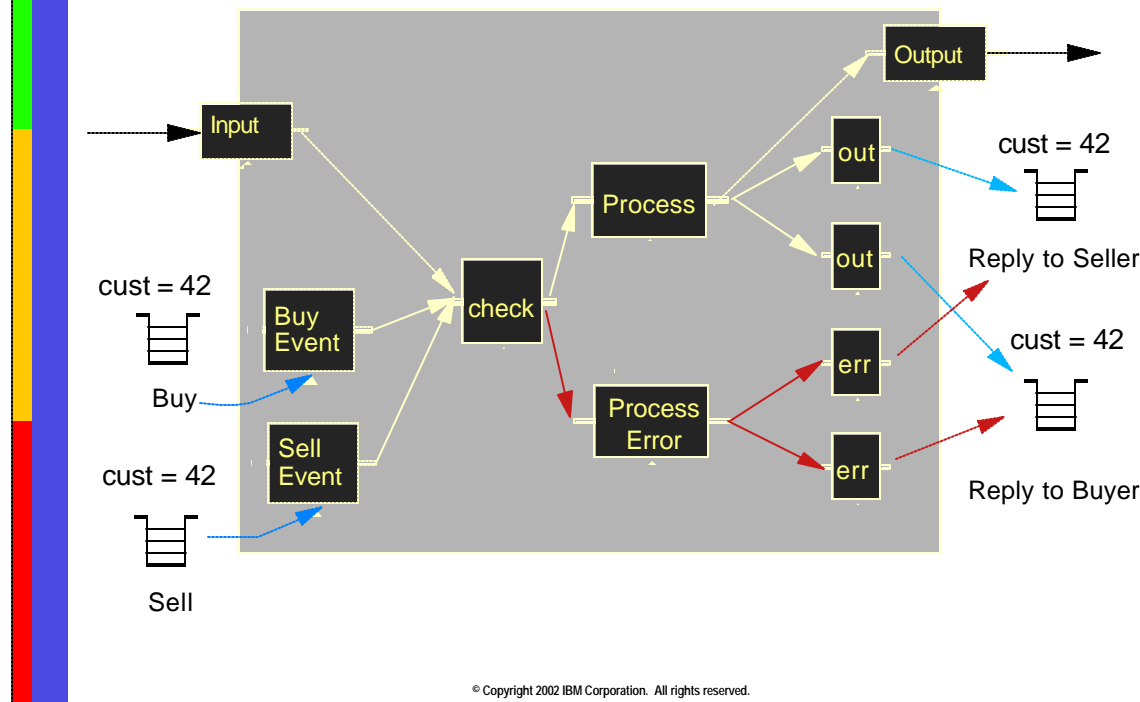 Output
Input
out
cust = 42
Process
out
Reply to Seller
cust = 42
Buy
Event
check
cust = 42
err
Buy
Process
Error
Sell
Event
err
cust = 42
Reply to Buyer
Sell
© Copyright 2002 IBM Corporation. All rights reserved.